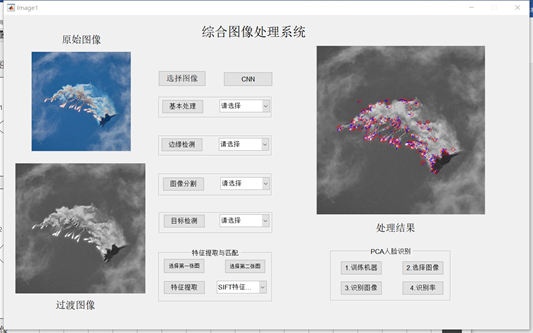 Image1
综合图像处理系统
原始图像
选择图像
CNN
基本处理
请选择
边缘检测
请选择
图像分割
请选择
目标检测
请选择
特征提取与匹配
选择第一张图
选择第二张图
特征提取
SIFT特征...
过渡图像
处理结果
PCA人脸识别
1.训练机器
2.选择图像
3.识别图像
4.识别率